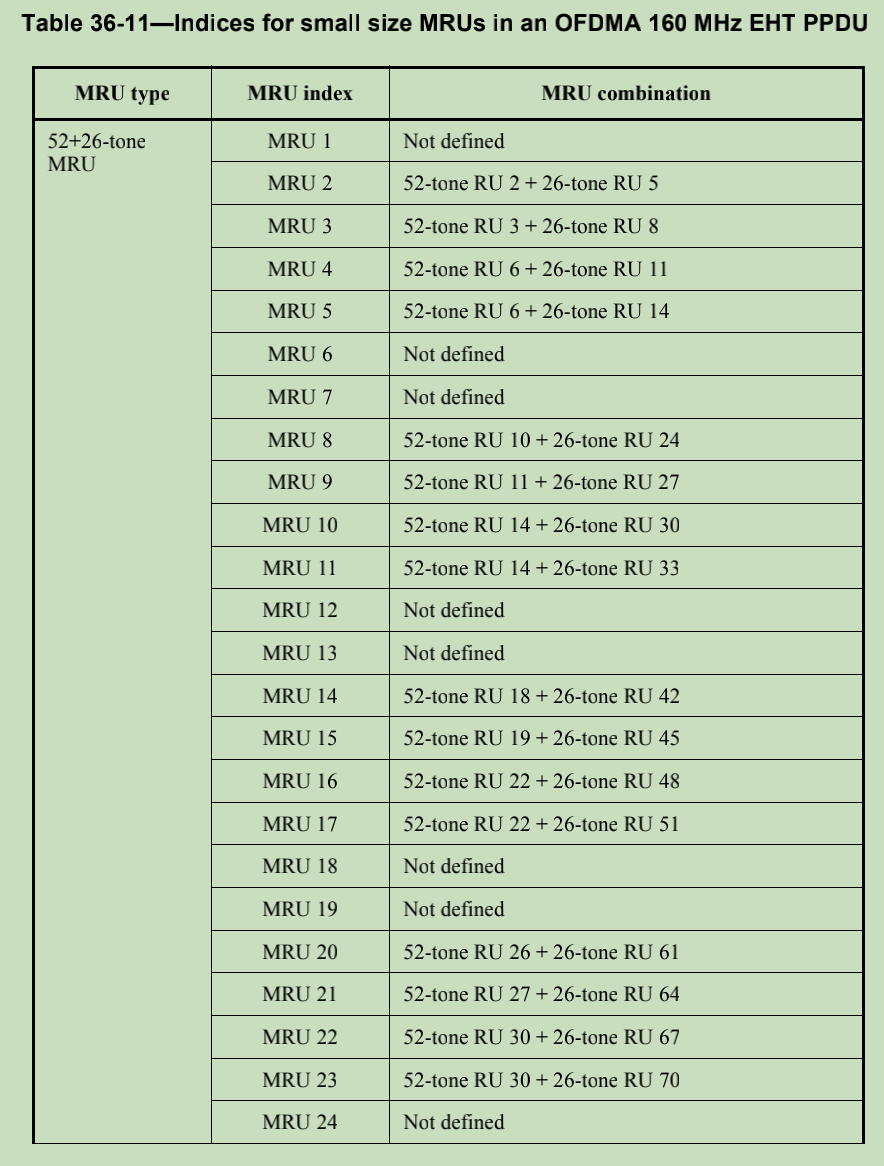 Table 36-11—Indices for small size MRUs in an OFDMA 160 MHz EHT PPDU
MRU type MRU index MRU combination
52+26-tone MRU
MRU 1 Not defined
MRU 2 52-tone RU 2 + 26-tone RU 5
MRU 3 52-tone RU 3 + 26-tone RU 8
MRU 4 52-tone RU 6 + 26-tone RU 11
MRU 5 52-tone RU 6 + 26-tone RU 14
MRU 6 Not defined
MRU 7 Not defined
MRU 8 52-tone RU 10 + 26-tone RU 24
MRU 9 52-tone RU 11 + 26-tone RU 27
MRU 10 52-tone RU 14 + 26-tone RU 30
MRU 11 52-tone RU 14 + 26-tone RU 33
MRU 12 Not defined
MRU 13 Not defined
MRU 14 52-tone RU 18 + 26-tone RU 42
MRU 15 52-tone RU 19 + 26-tone RU 45
MRU 16 52-tone RU 22 + 26-tone RU 48
MRU 17 52-tone RU 22 + 26-tone RU 51
MRU 18 Not defined
MRU 19 Not defined
MRU 20 52-tone RU 26 + 26-tone RU 61
MRU 21 52-tone RU 27 + 26-tone RU 64
MRU 22 52-tone RU 30 + 26-tone RU 67
MRU 23 52-tone RU 30 + 26-tone RU 70
MRU 24 Not defined